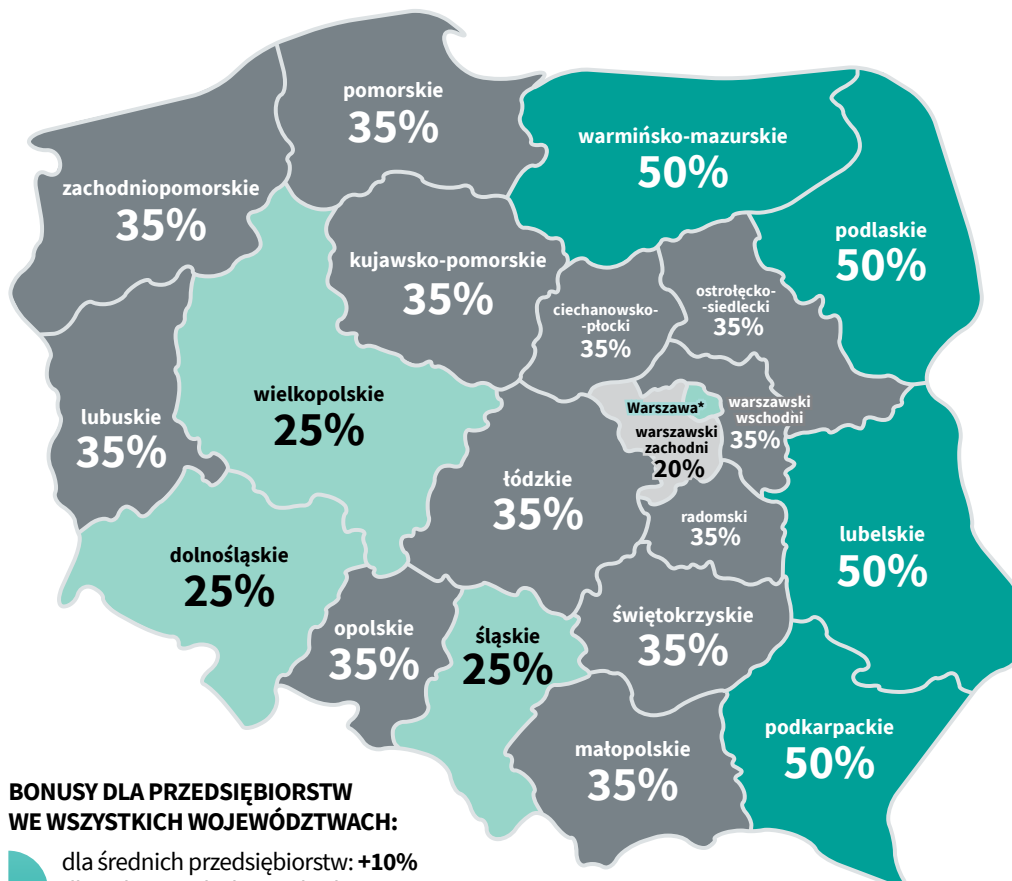 pomorskie
35%
warmińsko-mazurskie
50%
zachodniopomorskie
35%
podlaskie
50%
kujawsko-pomorskie
35%
ciechanowsko-
-płocki
35%
ostrołęcko-
-siedlecki
35%
wielkopolskie
25%
lubuskie
35%
Warszawa*
warszawski
zachodni
20%
warszawski
wschodni
35%
łódzkie
35%
radomski
35%
lubelskie
50%
dolnośląskie
25%
opolskie
35%
śląskie
25%
świętokrzyskie
35%
małopolskie
35%
podkarpackie
50%
BONUSY DLA PRZEDSIĘBIORSTW
WE WSZYSTKICH WOJEWÓDZTWACH:
dla średnich przedsiębiorstw: +10%